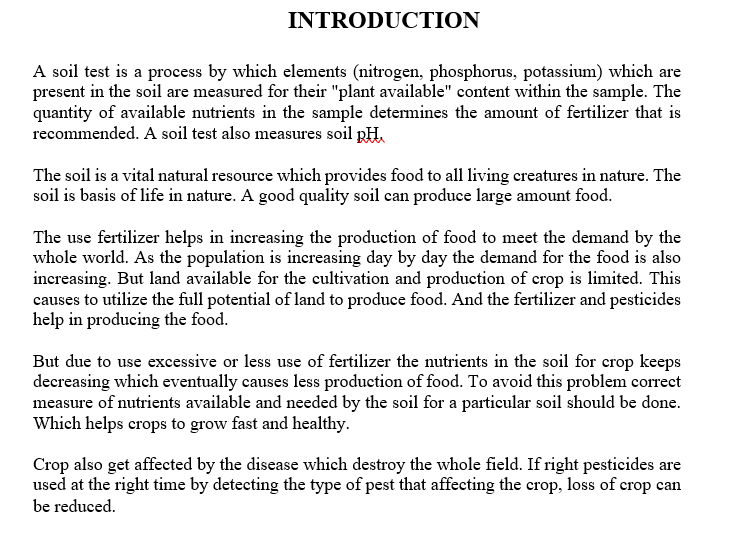 INTRODUCTION
A soil test is a process by which elements (nitrogen, phosphorus, potassium) which are
present in the soil are measured for their "plant available" content within the sample. The
quantity of available nutrients in the sample determines the amount of fertilizer that is
recommended. A soil test also measures soil pH,
The soil is a vital natural resource which provides food to all living creatures in nature. The
soil is basis of life in nature. A good quality soil can produce large amount food.
The use fertilizer helps in increasing the production of food to meet the demand by the
whole world. As the population is increasing day by day the demand for the food is also
increasing. But land available for the cultivation and production of crop is limited. This
causes to utilize the full potential of land to produce food. And the fertilizer and pesticides
help in producing the food.
But due to use excessive or less use of fertilizer the nutrients in the soil for crop keeps
decreasing which eventually causes less production of food. To avoid this problem correct
measure of nutrients available and needed by the soil for a particular soil should be done.
Which helps crops to grow fast and healthy.
Crop also get affected by the disease which destroy the whole field. If right pesticides are
used at the right time by detecting the type of pest that affecting the crop, loss of crop can
be reduced.